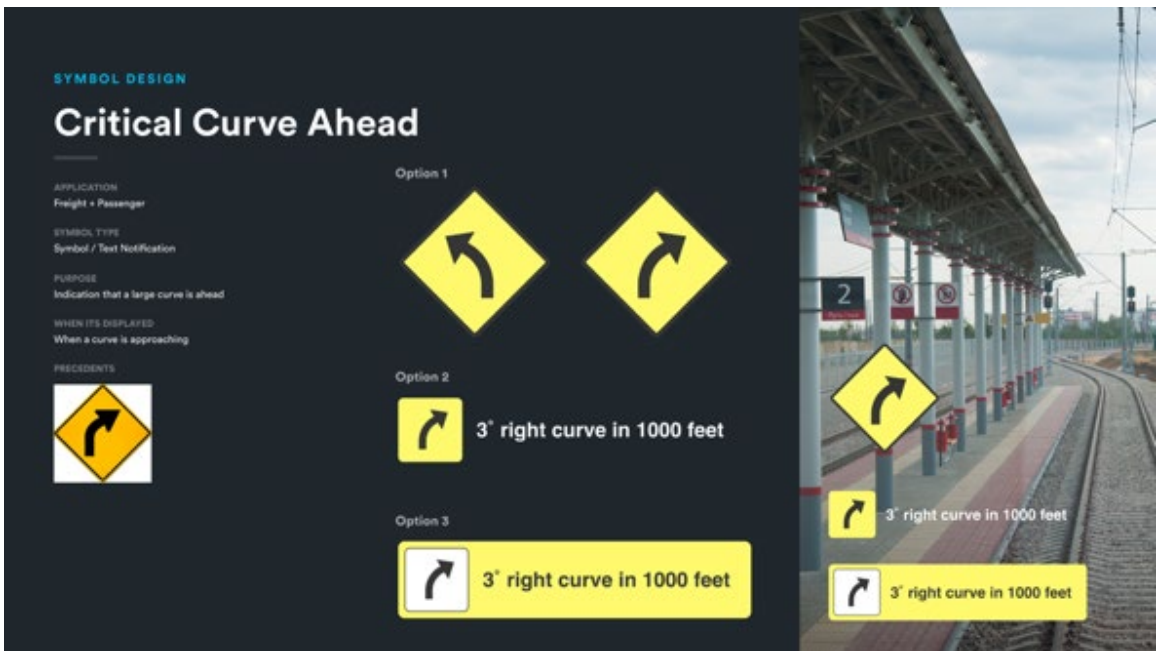 SYMBOL DESIGN
Critical Curve Ahead
APPLICATION
Freight + Passenger
SYMBOL TYPE
Symbol / Text Notification
PURPOSE
Indication that a large curve is ahead
WHEN ITS DISPLAYED
When a curve is approaching
PRECEDENTS
Option 1
Option 2
3° right curve in 1000 feet
Option 3
3° right curve in 1000 feet
2
3° right curve in 1000 feet
3° right curve in 1000 feet